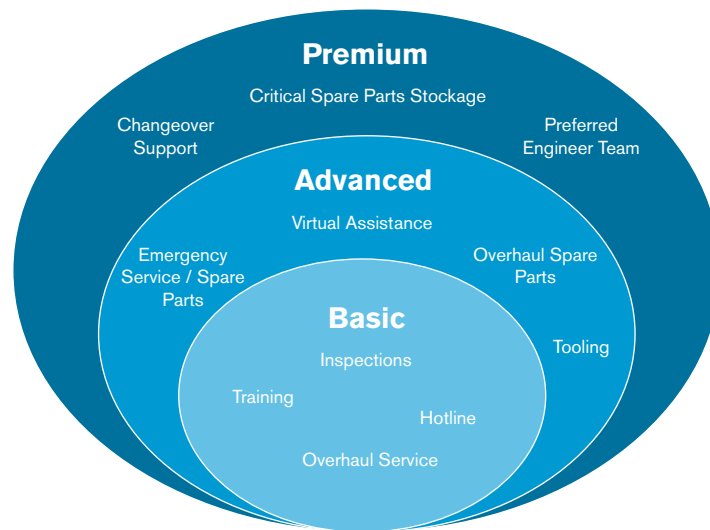 Premium
Critical Spare Parts Stockage
Changeover
Support
Preferred
Engineer Team
Advanced
Virtual Assistance
Emergency
Service / Spare
Parts
Overhaul Spare
Parts
Tooling
Basic
Inspections
Training
Hotline
Overhaul Service